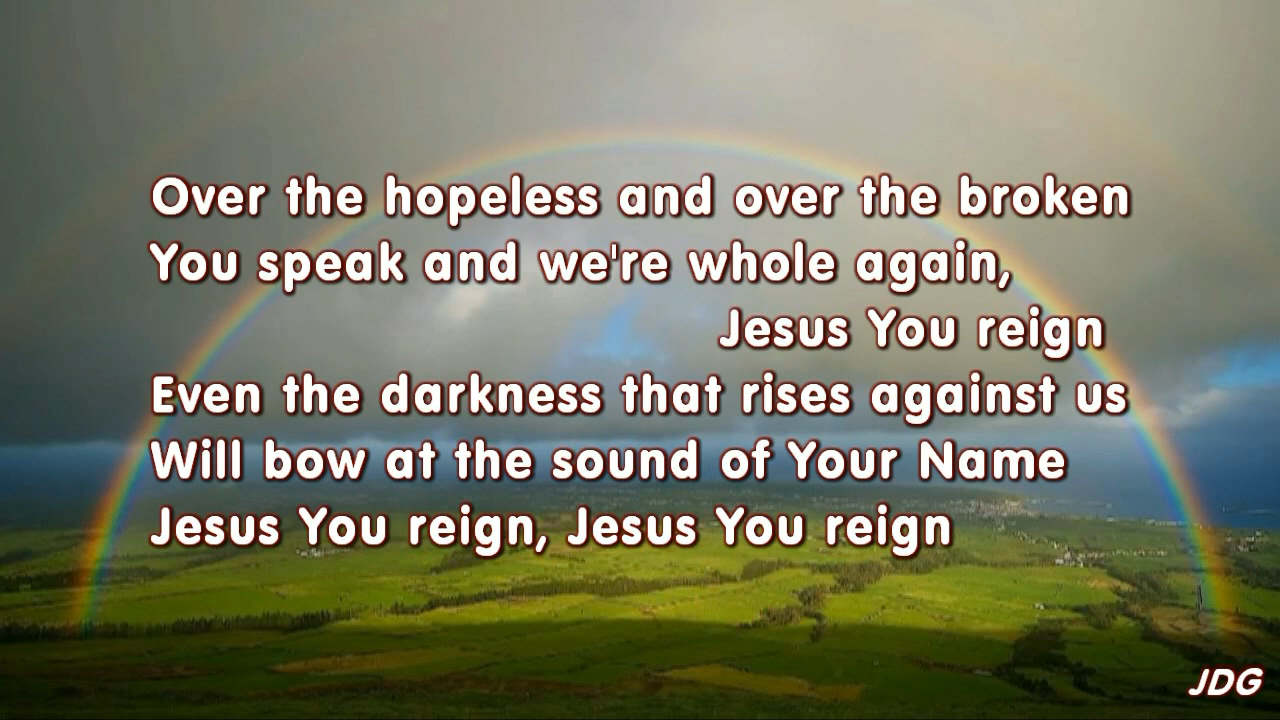 Over the hopeless and over the broken
You speak and we're whole again,
Jesus You reign
Even the darkness that rises against us
Will bow at the sound of Your Name
Jesus You reign, Jesus You reign
JDG